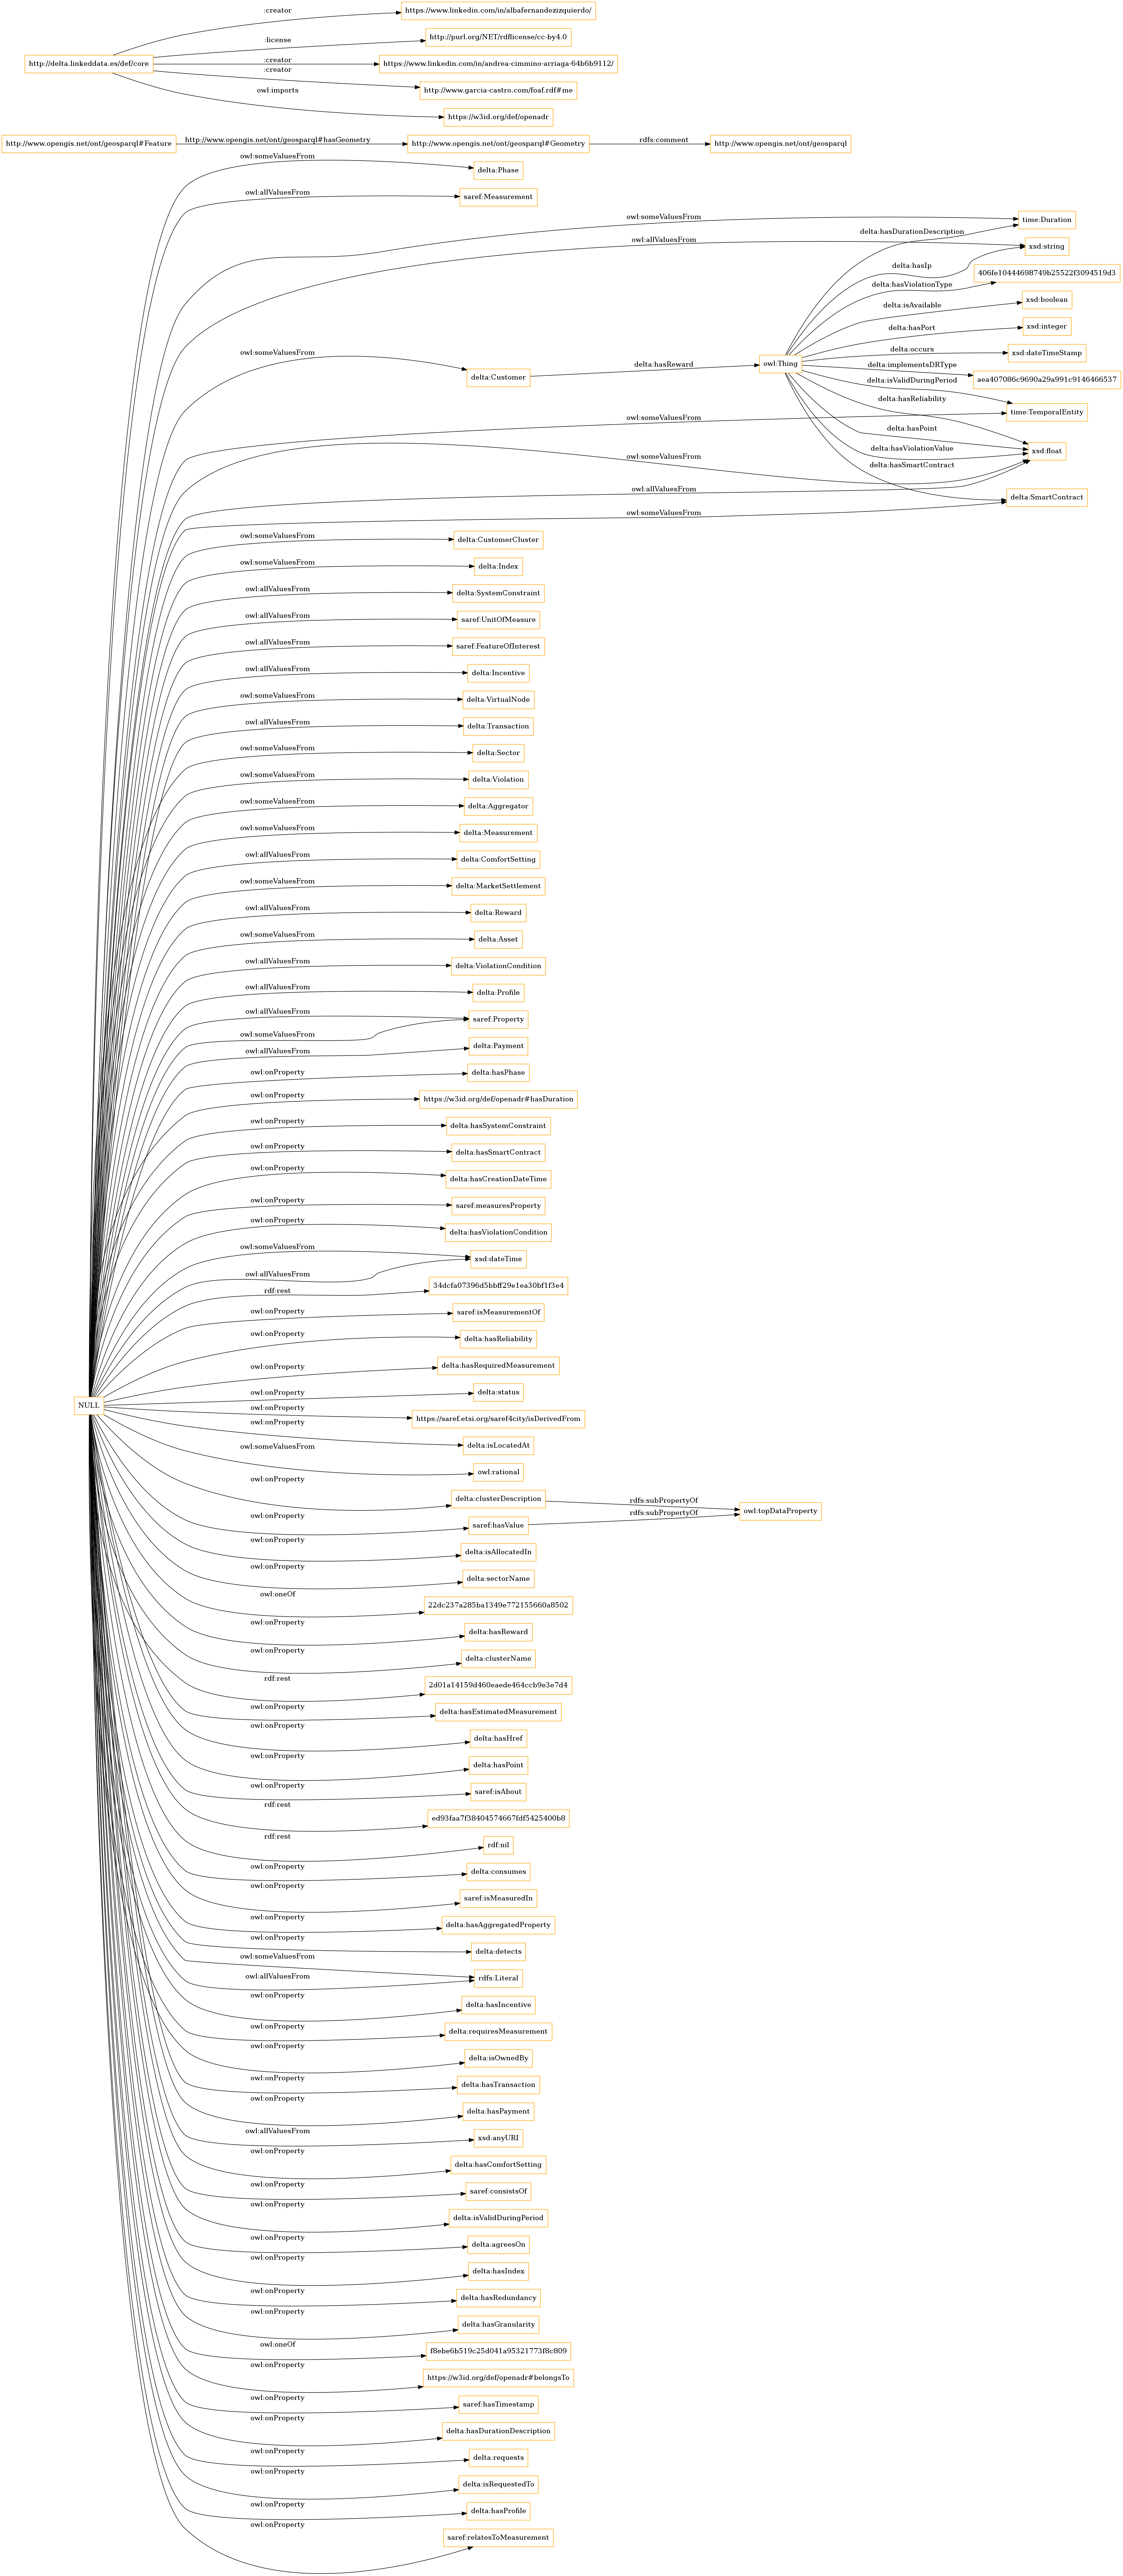 :creator
https://www.linkedin.com/in/albafernandezizquierdo/
:license
http://purl.org/NET/rdflicense/cc-by4.0
http://delta.linkeddata.es/def/core
:creator
https://www.linkedin.com/in/andrea-cimmino-arriaga-64b6b9112/
:creator
http://www.garcia-castro.com/foaf.rdf#me
owl:imports
https://w3id.org/def/openadr
http://www.opengis.net/ont/geosparql#Feature
http://www.opengis.net/ont/geosparql#hasGeometry
http://www.opengis.net/ont/geosparql#Geometry
rdfs:comment
http://www.opengis.net/ont/geosparql
owl:someValuesFrom
delta:Phase
owl:allValuesFrom
saref:Measurement
owl:someValuesFrom
time:Duration
delta:hasDurationDescription
owl:allValuesFrom
xsd:string
delta:hasIp
406fe10444698749b25522f3094519d3
delta:hasViolationType
delta:isAvailable
xsd:boolean
delta:hasPort
xsd:integer
delta:occurs
xsd:dateTimeStamp
owl:someValuesFrom
delta:Customer
delta:hasReward
owl:Thing
delta:implementsDRType
aea407086c9690a29a991c9146466537
delta:isValidDuringPeriod
time:TemporalEntity
delta:hasReliability
owl:someValuesFrom
delta:hasPoint
xsd:float
delta:hasViolationValue
owl:someValuesFrom
delta:hasSmartContract
owl:allValuesFrom
delta:SmartContract
owl:someValuesFrom
owl:someValuesFrom
delta:CustomerCluster
owl:someValuesFrom
delta:Index
owl:allValuesFrom
delta:SystemConstraint
owl:allValuesFrom
saref:UnitOfMeasure
owl:allValuesFrom
saref:FeatureOfInterest
owl:allValuesFrom
delta:Incentive
owl:someValuesFrom
delta:VirtualNode
owl:allValuesFrom
delta:Transaction
owl:someValuesFrom
delta:Sector
owl:someValuesFrom
delta:Violation
owl:someValuesFrom
delta:Aggregator
owl:someValuesFrom
delta:Measurement
owl:allValuesFrom
delta:ComfortSetting
owl:someValuesFrom
delta:MarketSettlement
owl:allValuesFrom
delta:Reward
owl:someValuesFrom
delta:Asset
owl:allValuesFrom
delta:ViolationCondition
owl:allValuesFrom
delta:Profile
owl:allValuesFrom
saref:Property
owl:someValuesFrom
owl:allValuesFrom
delta:Payment
owl:onProperty
delta:hasPhase
owl:onProperty
https://w3id.org/def/openadr#hasDuration
owl:onProperty
delta:hasSystemConstraint
owl:onProperty
delta:hasSmartContract
owl:onProperty
delta:hasCreationDateTime
owl:onProperty
saref:measuresProperty
owl:onProperty
delta:hasViolationCondition
owl:someValuesFrom
xsd:dateTime
owl:allValuesFrom
rdf:rest
34dcfa07396d5bbff29e1ea30bf1f3e4
owl:onProperty
saref:isMeasurementOf
owl:onProperty
delta:hasReliability
owl:onProperty
delta:hasRequiredMeasurement
owl:onProperty
delta:status
NULL
owl:onProperty
https://saref.etsi.org/saref4city/isDerivedFrom
owl:onProperty
delta:isLocatedAt
owl:someValuesFrom
owl:rational
owl:onProperty
delta:clusterDescription
rdfs:subPropertyOf
owl:topDataProperty
owl:onProperty
saref:hasValue
rdfs:subPropertyOf
owl:onProperty
delta:isAllocatedIn
owl:onProperty
delta:sectorName
owl:oneOf
22dc237a285ba1349e772155660a8502
owl:onProperty
delta:hasReward
owl:onProperty
delta:clusterName
rdf:rest
2d01a14159d460eaede464ccb9e3e7d4
owl:onProperty
delta:hasEstimatedMeasurement
owl:onProperty
delta:hasHref
owl:onProperty
delta:hasPoint
owl:onProperty
saref:isAbout
rdf:rest
ed93faa7f38404574667fdf5425400b8
rdf:rest
rdf:nil
owl:onProperty
delta:consumes
owl:onProperty
saref:isMeasuredIn
owl:onProperty
delta:hasAggregatedProperty
owl:onProperty
delta:detects
owl:someValuesFrom
rdfs:Literal
owl:allValuesFrom
owl:onProperty
delta:hasIncentive
owl:onProperty
delta:requiresMeasurement
owl:onProperty
delta:isOwnedBy
owl:onProperty
delta:hasTransaction
owl:onProperty
delta:hasPayment
owl:allValuesFrom
xsd:anyURI
owl:onProperty
delta:hasComfortSetting
owl:onProperty
saref:consistsOf
owl:onProperty
delta:isValidDuringPeriod
owl:onProperty
delta:agreesOn
owl:onProperty
delta:hasIndex
owl:onProperty
delta:hasRedundancy
owl:onProperty
delta:hasGranularity
owl:oneOf
f8ebe6b519c25d041a95321773f8c809
owl:onProperty
https://w3id.org/def/openadr#belongsTo
owl:onProperty
saref:hasTimestamp
owl:onProperty
delta:hasDurationDescription
owl:onProperty
delta:requests
owl:onProperty
delta:isRequestedTo
owl:onProperty
delta:hasProfile
owl:onProperty
saref:relatesToMeasurement